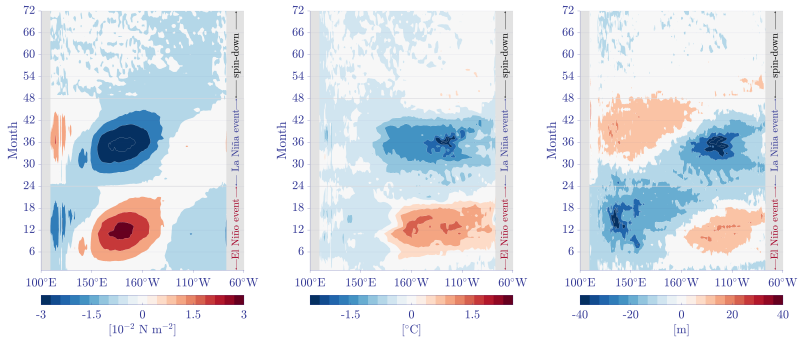 72
66
60
54
48
42
36
30
24
18
12
6
Month
100°E
150°E
160°W
110°W
60°W
El Niño event
La Niña event
spin-down
-3
-1.5
0
1.5
3
[10⁻² N m⁻²]
72
66
60
54
48
42
36
30
24
18
12
6
Month
100°E
150°E
160°W
110°W
60°W
El Niño event
La Niña event
spin-down
-1.5
0
1.5
[°C]
72
66
60
54
48
42
36
30
24
18
12
6
Month
100°E
150°E
160°W
110°W
60°W
El Niño event
La Niña event
spin-down
-40
-20
0
20
40
[m]